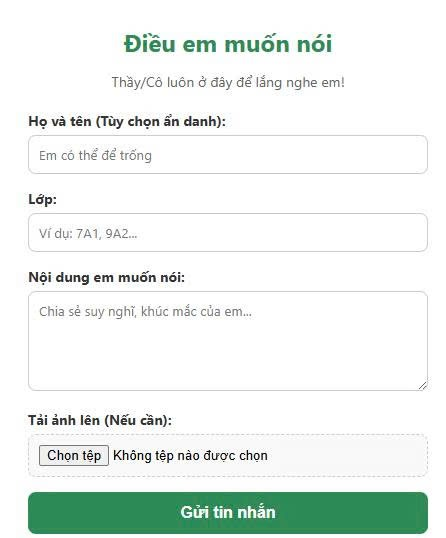 Điều em muốn nói
Thầy/Cô luôn ở đây để lắng nghe em!
Họ và tên (Tùy chọn ẩn danh):
Em có thể để trống
Lớp:
Ví dụ: 7A1, 9A2...
Nội dung em muốn nói:
Chia sẻ suy nghĩ, khúc mắc của em...
Tải ảnh lên (Nếu cần):
Chọn tệp Không tệp nào được chọn
Gửi tin nhắn